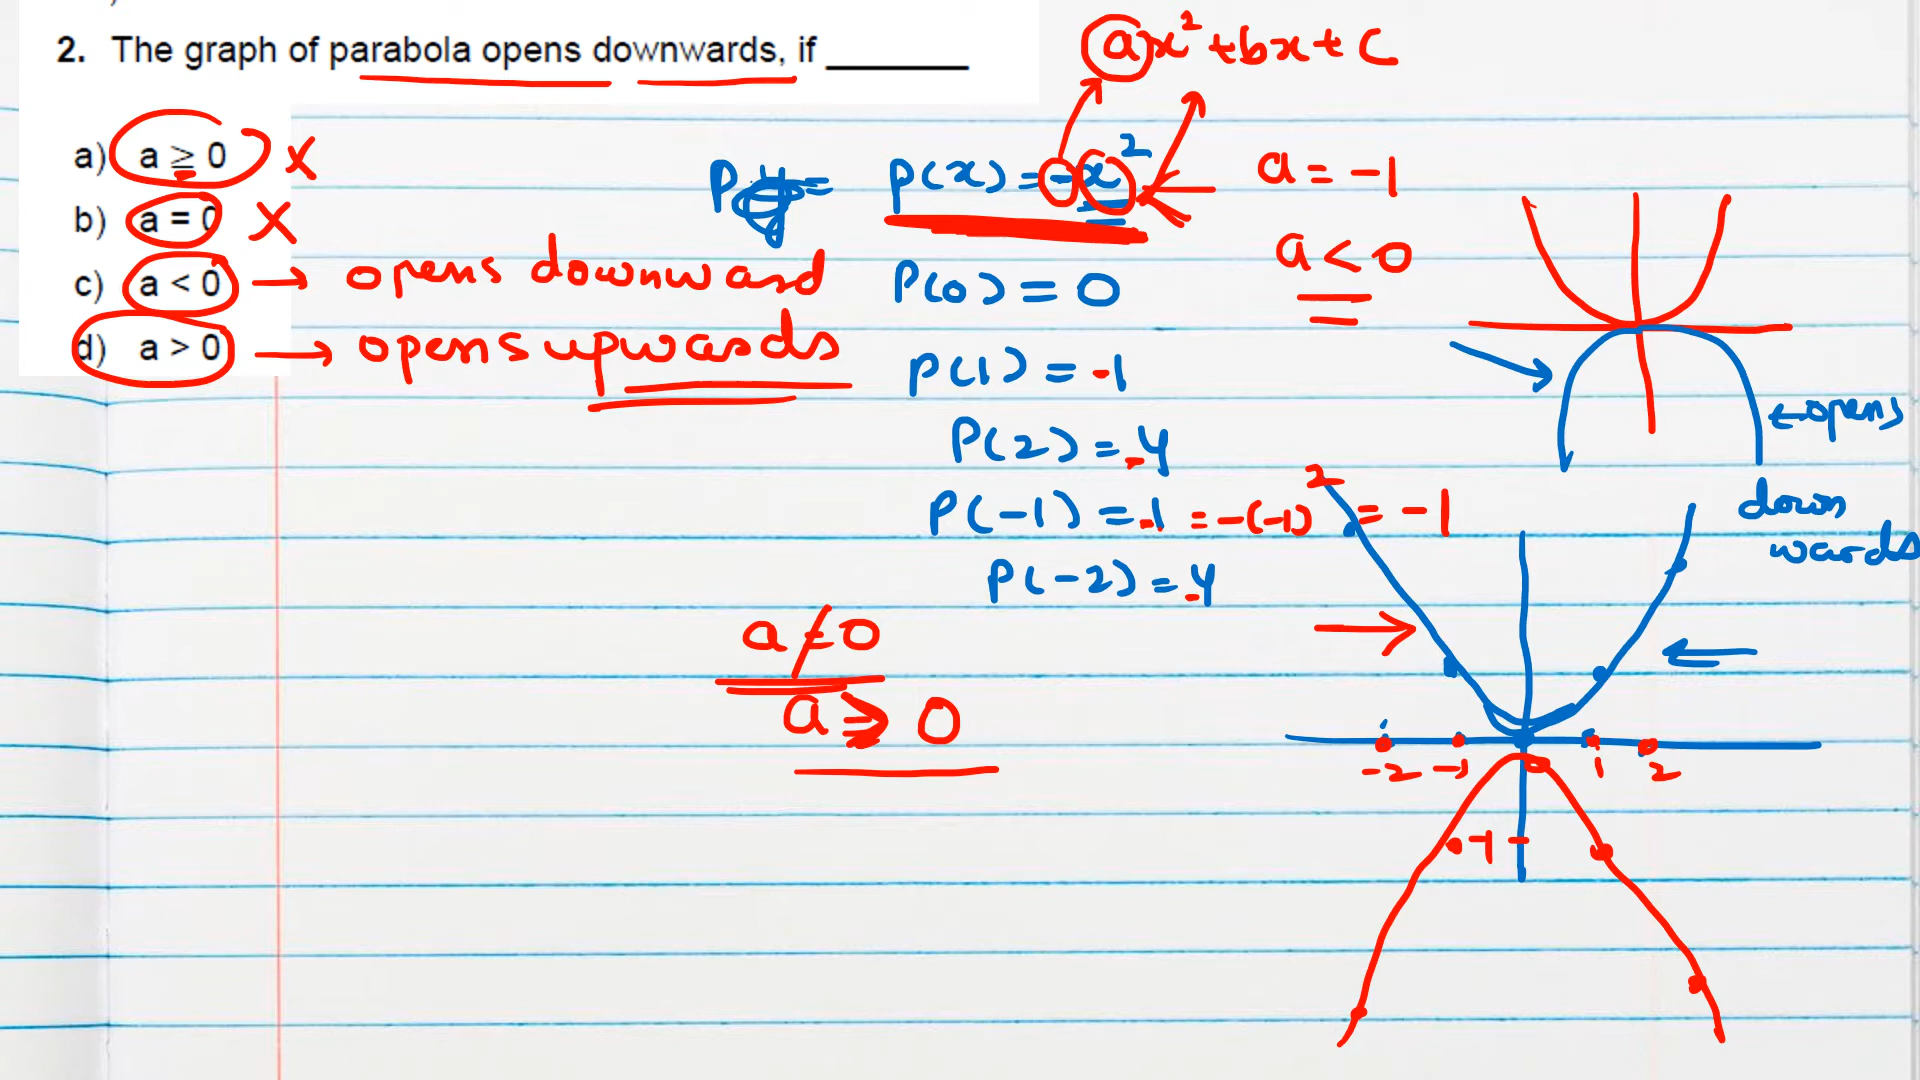 2. The graph of parabola opens downwards, if ________
ax² + bx + c
a) a ≥ 0 X
b) a = 0 X
c) a < 0 → opens downward
d) a > 0 → opens upwards
P(x) = -x²
a = -1
a < 0
P(0) = 0
P(1) = -1
P(2) = -4
P(-1) = -1 = -(-1)² = -1
P(-2) = -4
← opens
down
wards
a ≠ 0
a ≥ 0
-2 -1 1 2
-1